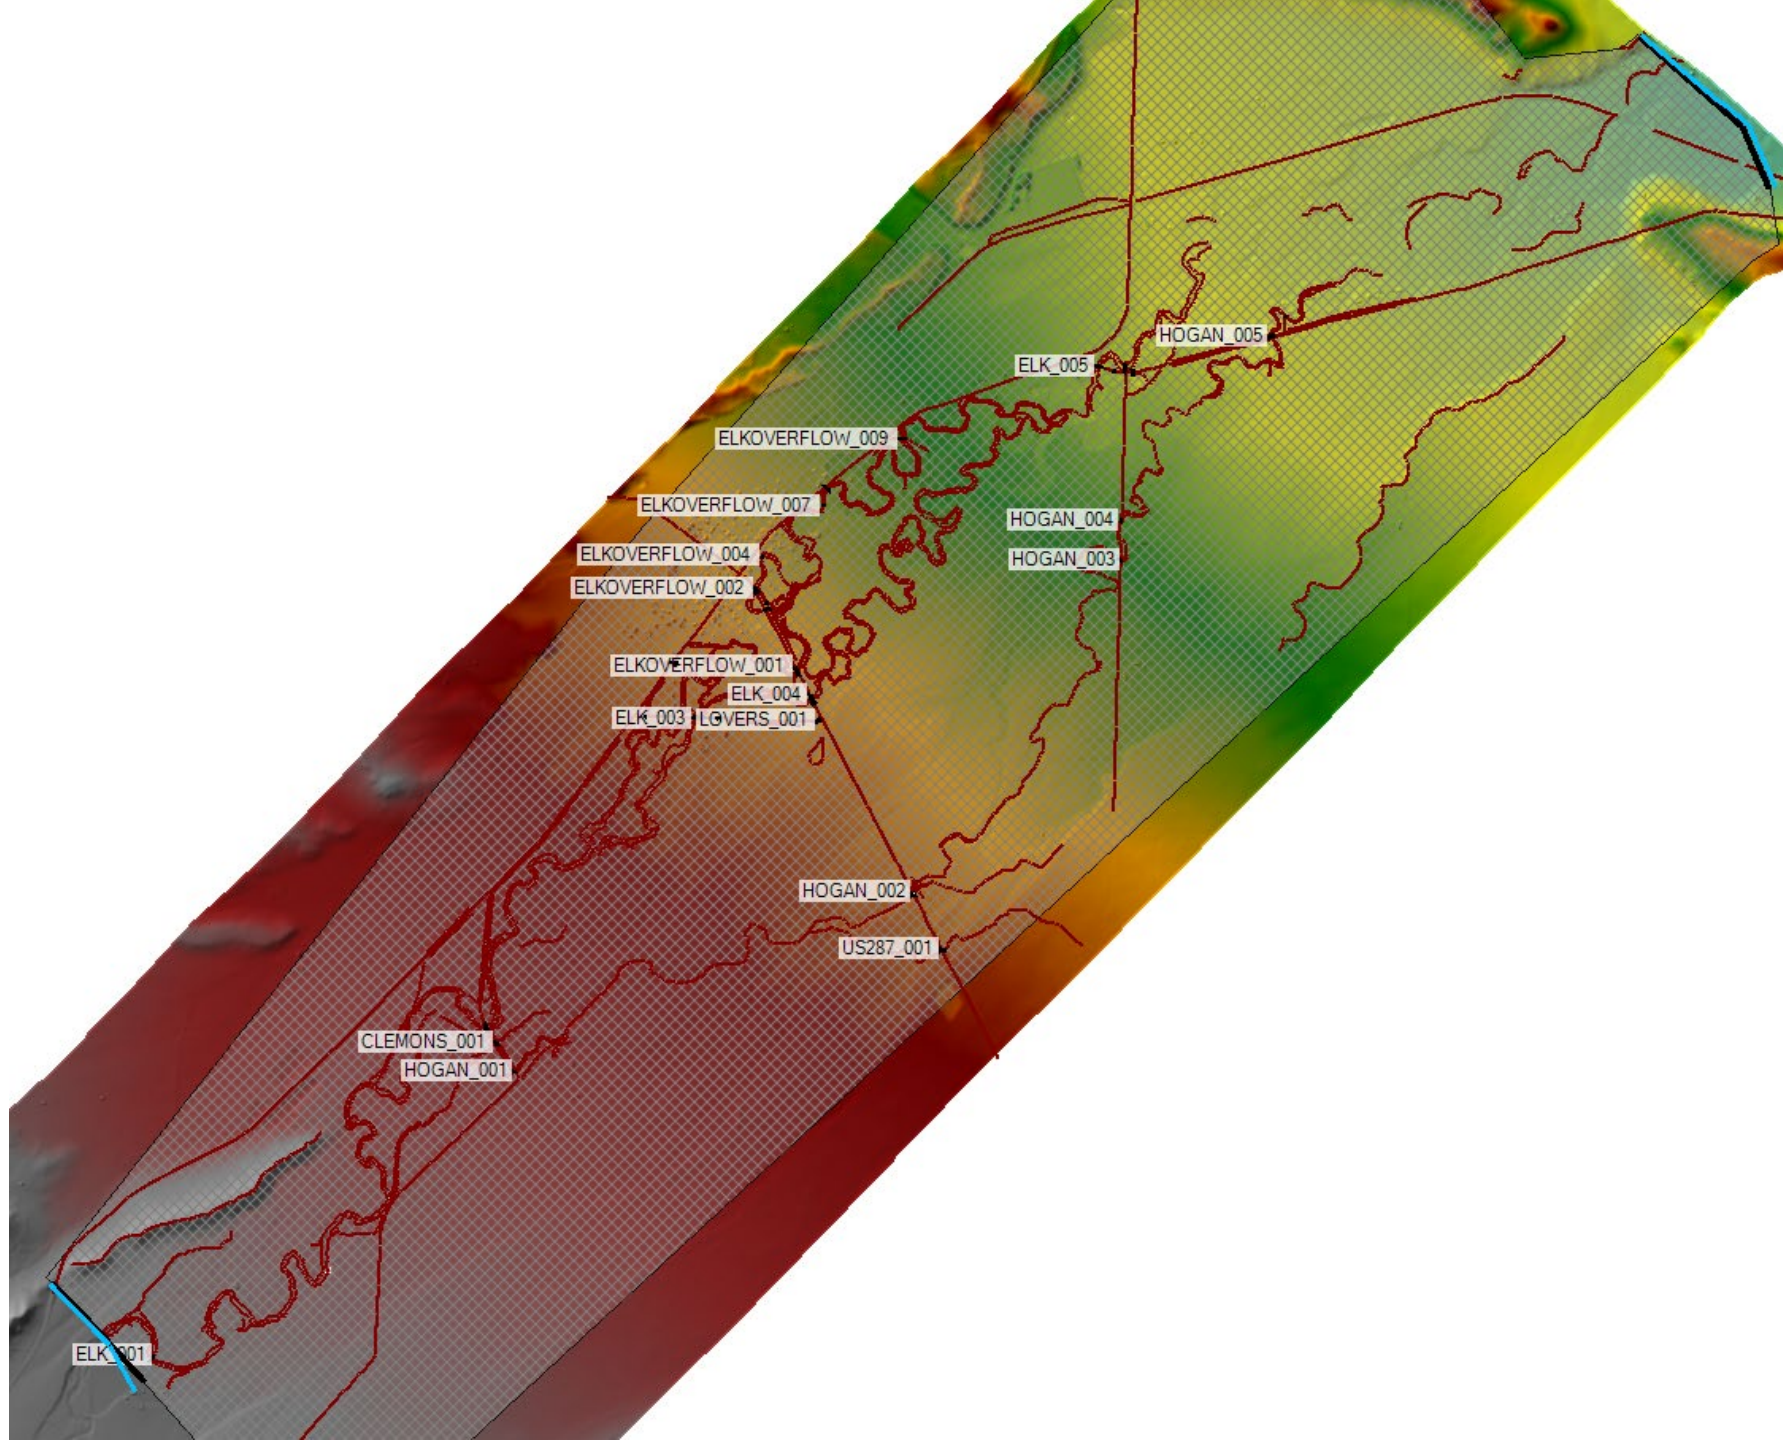 HOGAN_005
ELK_005
ELKOVERFLOW_009
ELKOVERFLOW_007
HOGAN_004
ELKOVERFLOW_004
HOGAN_003
ELKOVERFLOW_002
ELKOVERFLOW_001
ELK_004
ELK_003
LOVERS_001
HOGAN_002
US287_001
CLEMONS_001
HOGAN_001
ELK_001